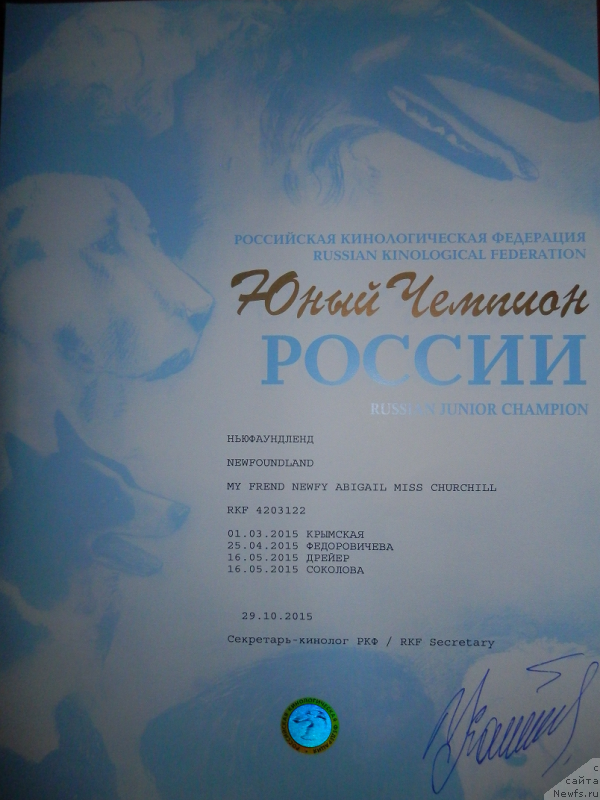 РОССИЙСКАЯ КИНОЛОГИЧЕСКАЯ ФЕДЕРАЦИЯ
RUSSIAN KINOLOGICAL FEDERATION
Юный Чемпион
РОССИИ
RUSSIAN JUNIOR CHAMPION
НЬЮФАУНДЛЕНД
NEWFOUNDLAND
MY FREND NEWFY ABIGAIL MISS CHURCHILL
RKF 4203122
01.03.2015 КРЫМСКАЯ
25.04.2015 ФЕДОРОВИЧЕВА
16.05.2015 ДРЕЙЕР
16.05.2015 СОКОЛОВА
29.10.2015
Секретарь-кинолог РКФ / RKF Secretary
с
сайта
Newfs.ru